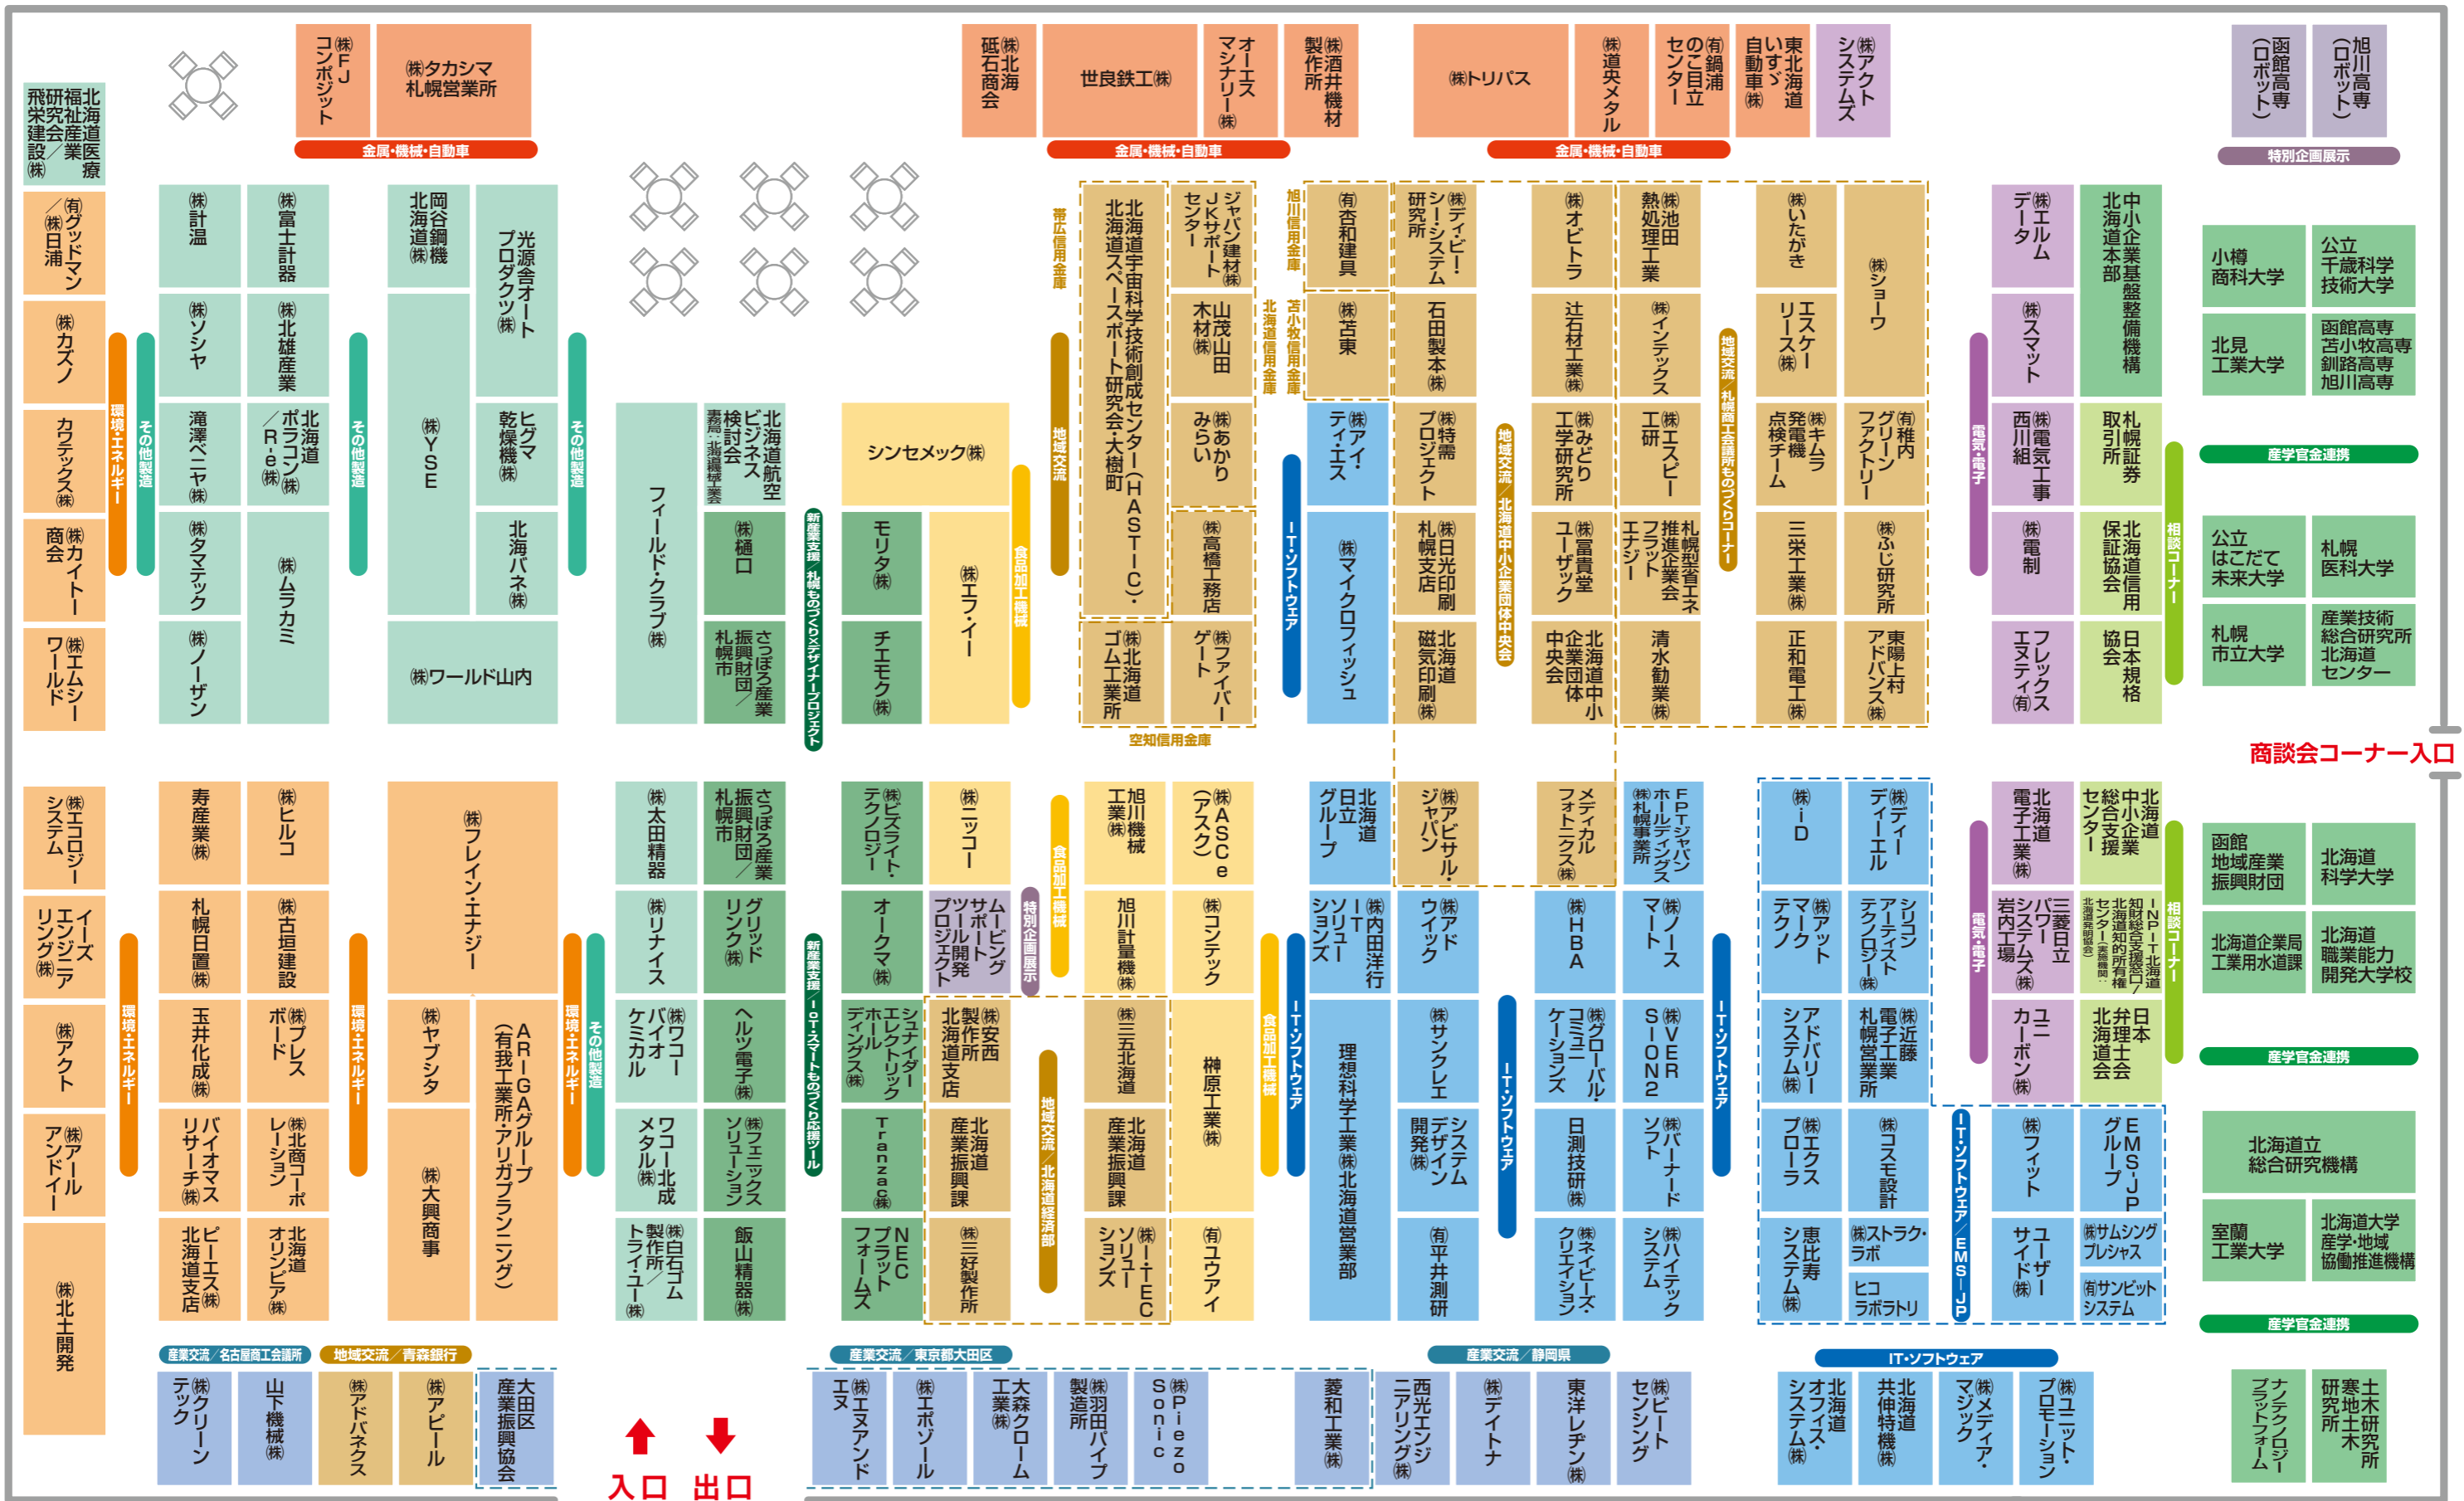 ㈱FJ
コンポジット
㈱タカシマ
札幌営業所
㈱北海
砥石商会
世良鉄工㈱
オーエス
マシナリー㈱
㈱酒井機材
製作所
㈱トリパス
㈱道央メタル
㈲鍋浦
のこ目立
センター
東北海道
いすゞ
自動車㈱
㈱アクト
システムズ
函館高専
(ロボット)
旭川高専
(ロボット)
金属・機械・自動車
金属・機械・自動車
金属・機械・自動車
特別企画展示
北海道医療
福祉産業
研究会/
飛栄建設㈱
㈲グッドマン
/㈱日浦
㈱カズノ
カワテックス㈱
㈱カイトー
商会
㈱エムシー
ワールド
環境・エネルギー
その他製造
㈱計温
㈱ソシヤ
滝澤ベニヤ㈱
㈱タマテック
㈱ノーザン
㈱富士計器
㈱北雄産業
北海道
ポラコン㈱
/R-e㈱
㈱ムラカミ
その他製造
岡谷鋼機
北海道㈱
㈱YSE
光源舎オート
プロダクツ㈱
ヒグマ
乾燥機㈱
北海バネ㈱
㈱ワールド山内
その他製造
フィールド・クラブ㈱
北海道航空
ビジネス
検討会
事務局:北海道機械工業会
㈱樋口
さっぽろ産業
振興財団/
札幌市
新産業支援/札幌ものづくり×デザイナープロジェクト
シンセメック㈱
モリタ㈱
チエモク㈱
㈱エフ・イー
食品加工機械
帯広信用金庫
地域交流
北海道宇宙科学技術創成センター(HASTIC)・
北海道スペースポート研究会・大樹町
㈱北海道
ゴム工業所
ジャパン建材㈱
JKサポート
センター
山茂山田
木材㈱
㈱あかり
みらい
㈱高橋工務店
㈱ファイバー
ゲート
空知信用金庫
北海道信用金庫
旭川信用金庫
苫小牧信用金庫
IT・ソフトウェア
㈲杏和建具
㈱苫東
㈱アイ・
ティ・エス
㈱マイクロフィッシュ
㈱ディ・ビー・
シー・システム
研究所
石田製本㈱
㈱特需
プロジェクト
㈱日光印刷
札幌支店
北海道
磁気印刷㈱
地域交流/北海道中小企業団体中央会
㈱オビトラ
辻石材工業㈱
㈱みどり
工学研究所
㈱冨貴堂
ユーザック
北海道中小
企業団体
中央会
㈱池田
熱処理工業
㈱インテックス
㈱エスピー
工研
札幌型省エネ
推進企業会
フラット
エナジー
清水勧業㈱
地域交流/札幌商工会議所ものづくりコーナー
㈱いたがき
エスケー
リース㈱
㈱キムラ
発電機
点検チーム
三栄工業㈱
正和電工㈱
㈱ショーワ
㈲稚内
グリーン
ファクトリー
㈱ふじ研究所
東陽上村
アドバンス㈱
電気・電子
㈱エルム
データ
㈱スマット
㈱電気工事
西川組
㈱電制
フレックス
エヌティ㈲
中小企業基盤整備機構
北海道本部
札幌証券
取引所
北海道信用
保証協会
日本規格
協会
相談コーナー
小樽
商科大学
公立
千歳科学
技術大学
北見
工業大学
函館高専
苫小牧高専
釧路高専
旭川高専
産学官金連携
公立
はこだて
未来大学
札幌
医科大学
札幌
市立大学
産業技術
総合研究所
北海道
センター
商談会コーナー入口
㈱エコロジー
システム
イーズ
エンジニア
リング㈱
㈱アクト
㈱アール
アンドイー
㈱北土開発
環境・エネルギー
寿産業㈱
札幌日置㈱
玉井化成㈱
バイオマス
リサーチ㈱
ピーエス㈱
北海道支店
㈱ヒルコ
㈱古垣建設
㈱プレス
ボード
㈱北商コーポ
レーション
北海道
オリンピア㈱
環境・エネルギー
㈱フレイン・エナジー
㈱ヤブシタ
㈱大興商事
ARIGAグループ
(有我工業所・アリガプランニング)
環境・エネルギー
その他製造
㈱太田精器
㈱リナイス
㈱ワコー
バイオ
ケミカル
ワコー北成
メタル㈱
㈱白石ゴム
製作所/
トライ・ユー㈱
さっぽろ産業
振興財団/
札幌市
グリッド
リンク㈱
ヘルツ電子㈱
㈱フェニックス
ソリューション
飯山精器㈱
新産業支援/IoT・スマートものづくり応援ツール
㈱ビズライト・
テクノロジー
オークマ㈱
シュナイダー
エレクトリック
ホール
ディングス㈱
Tranzac㈱
NEC
プラット
フォームズ
㈱ニッコー
ムービング
サポート
ツール開発
プロジェクト
㈱安西
製作所
北海道支店
北海道
産業振興課
㈱三好製作所
特別企画展示
食品加工機械
地域交流/北海道経済部
旭川機械
工業㈱
旭川計量機㈱
㈱三五北海道
北海道
産業振興課
㈱I・TEC
ソリュー
ションズ
㈱ASCe
(アスク)
㈱コンテック
榊原工業㈱
㈲ユウアイ
食品加工機械
IT・ソフトウェア
北海道
日立
グループ
㈱内田洋行
IT
ソリュー
ションズ
理想科学工業㈱北海道営業部
㈱アビサル・
ジャパン
㈱アド
ウイック
㈱サンクレエ
システム
デザイン
開発㈱
㈲平井測研
IT・ソフトウェア
メディカル
フォトニクス㈱
㈱HBA
㈱グローバル・
コミュニ
ケーションズ
日測技研㈱
㈱ネイビーズ・
クリエイション
FPTジャパン
ホールディングス
㈱札幌事業所
㈱ノース
マート
㈱VER
SION2
㈱バーナード
ソフト
㈱ハイテック
システム
IT・ソフトウェア
㈱iD
㈱アット
マーク
テクノ
アドバリー
システム㈱
㈱エクス
プローラ
恵比寿
システム㈱
㈱ディー
ディーエル
シリコン
アーティスト
テクノロジー㈱
㈱近藤
電子工業
札幌営業所
㈱コスモ設計
㈱ストラク・
ラボ
ヒコ
ラボラトリ
IT・ソフトウェア/EMS-JP
電気・電子
北海道
電子工業㈱
三菱日立
パワー
システムズ㈱
岩内工場
ユニ
カーボン㈱
㈱フィット
ユーザー
サイド㈱
北海道
中小企業
総合支援
センター
INPIT北海道
知財総合支援窓口/
北海道知的所有権
センター(実施機関:
北海道発明協会)
日本
弁理士会
北海道会
EMS-JP
グループ
㈱サムシング
プレシャス
㈲サンビット
システム
相談コーナー
函館
地域産業
振興財団
北海道
科学大学
北海道企業局
工業用水道課
北海道
職業能力
開発大学校
産学官金連携
北海道立
総合研究機構
室蘭
工業大学
北海道大学
産学・地域
協働推進機構
産学官金連携
産業交流/名古屋商工会議所
地域交流/青森銀行
産業交流/東京都大田区
産業交流/静岡県
IT・ソフトウェア
㈱クリーン
テック
山下機械㈱
㈱アドバネクス
㈱アピール
大田区
産業振興協会
入口
出口
㈱エヌアンド
エヌ
㈱エポゾール
大森クローム
工業㈱
㈱羽田パイプ
製造所
㈱Piezo
Sonic
菱和工業㈱
西光エンジ
ニアリング㈱
㈱デイトナ
東洋レヂン㈱
㈱ビート
センシング
北海道
オフィス・
システム㈱
北海道
共伸特機㈱
㈱メディア・
マジック
㈱ユニット・
プロモーション
ナノテクノロジー
プラットフォーム
土木研究所
寒地土木
研究所